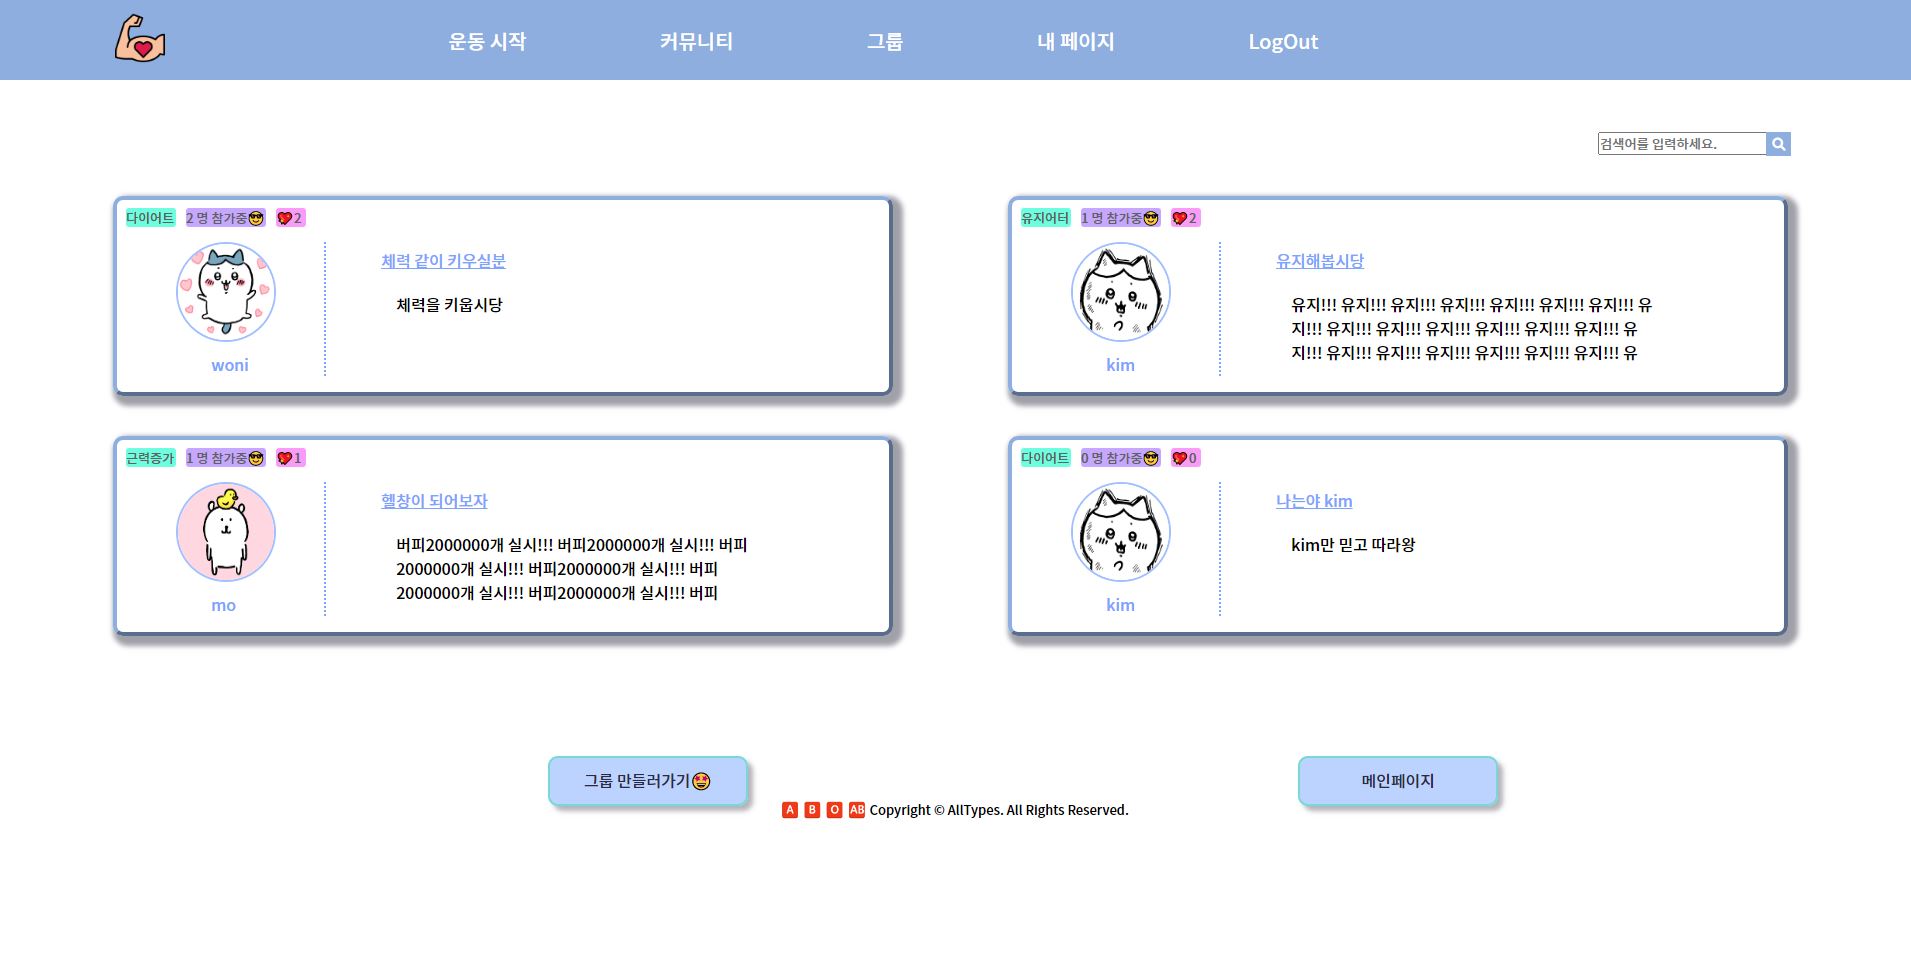 운동 시작 커뮤니티 그룹 내 페이지 LogOut
검색어를 입력하세요.
다이어트 2 명 참가중😎 💘2
체력 같이 키우실분
체력을 키웁시당
woni
유지어터 1 명 참가중😎 💘2
유지해봅시당
유지!!! 유지!!! 유지!!! 유지!!! 유지!!! 유지!!! 유지!!! 유
지!!! 유지!!! 유지!!! 유지!!! 유지!!! 유지!!! 유지!!! 유
지!!! 유지!!! 유지!!! 유지!!! 유지!!! 유지!!! 유지!!! 유
kim
근력증가 1 명 참가중😎 💘1
헬창이 되어보자
버피2000000개 실시!!! 버피2000000개 실시!!! 버피
2000000개 실시!!! 버피2000000개 실시!!! 버피
2000000개 실시!!! 버피2000000개 실시!!! 버피
mo
다이어트 0 명 참가중😎 💘0
나는야 kim
kim만 믿고 따라왕
kim
그룹 만들러가기🤩
메인페이지
🅰 🅱 🅾 🆎 Copyright © AllTypes. All Rights Reserved.